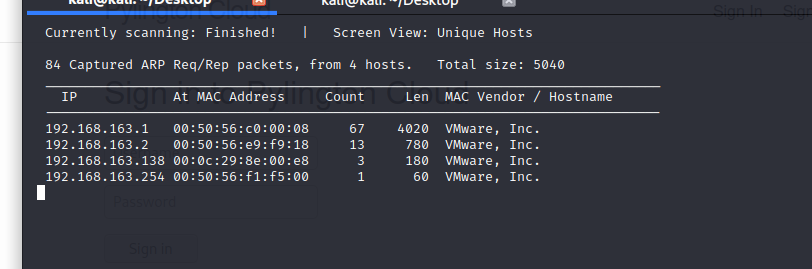 kali@kali: ~/Desktop kali@kali: ~/Desktop
Sign in Sign
Currently scanning: Finished! | Screen View: Unique Hosts
84 Captured ARP Req/Rep packets, from 4 hosts. Total size: 5040
Sign in to Pylington Cloud
IP At MAC Address Count Len MAC Vendor / Hostname
192.168.163.1 00:50:56:c0:00:08 67 4020 VMware, Inc.
192.168.163.2 00:50:56:e9:f9:18 13 780 VMware, Inc.
192.168.163.138 00:0c:29:8e:00:e8 3 180 VMware, Inc.
192.168.163.254 00:50:56:f1:f5:00 1 60 VMware, Inc.
Password
Sign in